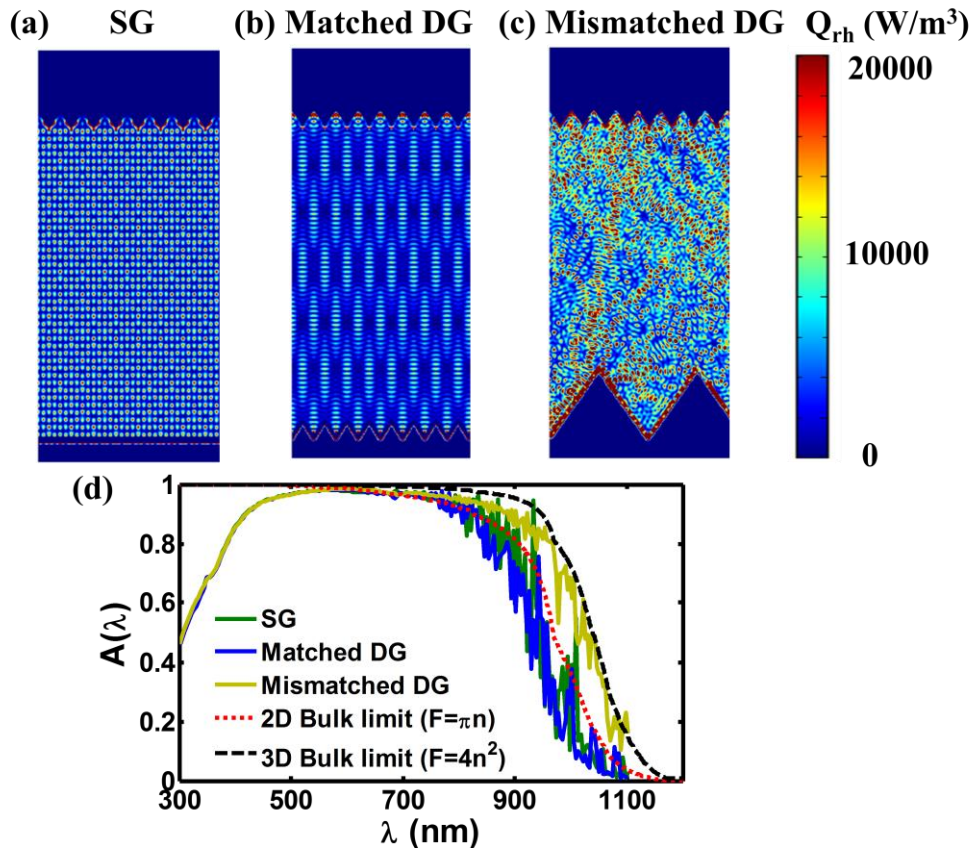 (a) SG (b) Matched DG (c) Mismatched DG Qrh (W/m³)
20000
10000
0
(d)
1
0.8
0.6
0.4
0.2
0
A(λ)
SG
Matched DG
Mismatched DG
2D Bulk limit (F=πn)
3D Bulk limit (F=4n²)
300 500 700 900 1100
λ (nm)